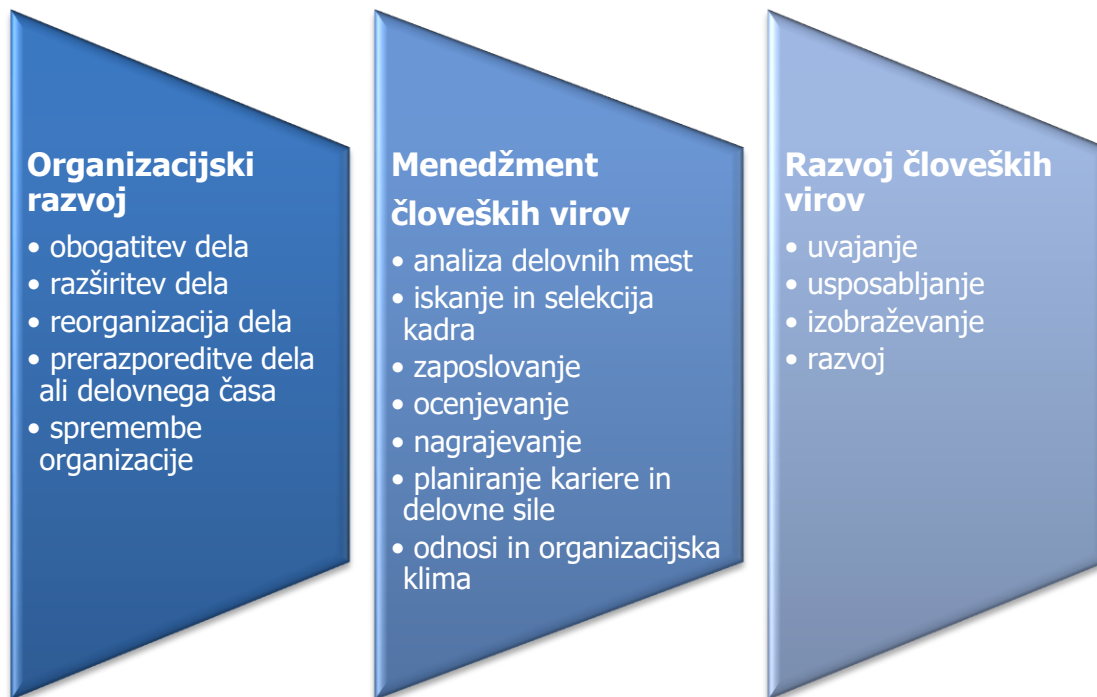 Organizacijski
razvoj
• obogatitev dela
• razširitev dela
• reorganizacija dela
• prerazporeditve dela
ali delovnega časa
• spremembe
organizacije
Menedžment
človeških virov
• analiza delovnih mest
• iskanje in selekcija
kadra
• zaposlovanje
• ocenjevanje
• nagrajevanje
• planiranje kariere in
delovne sile
• odnosi in organizacijska
klima
Razvoj človeških
virov
• uvajanje
• usposabljanje
• izobraževanje
• razvoj